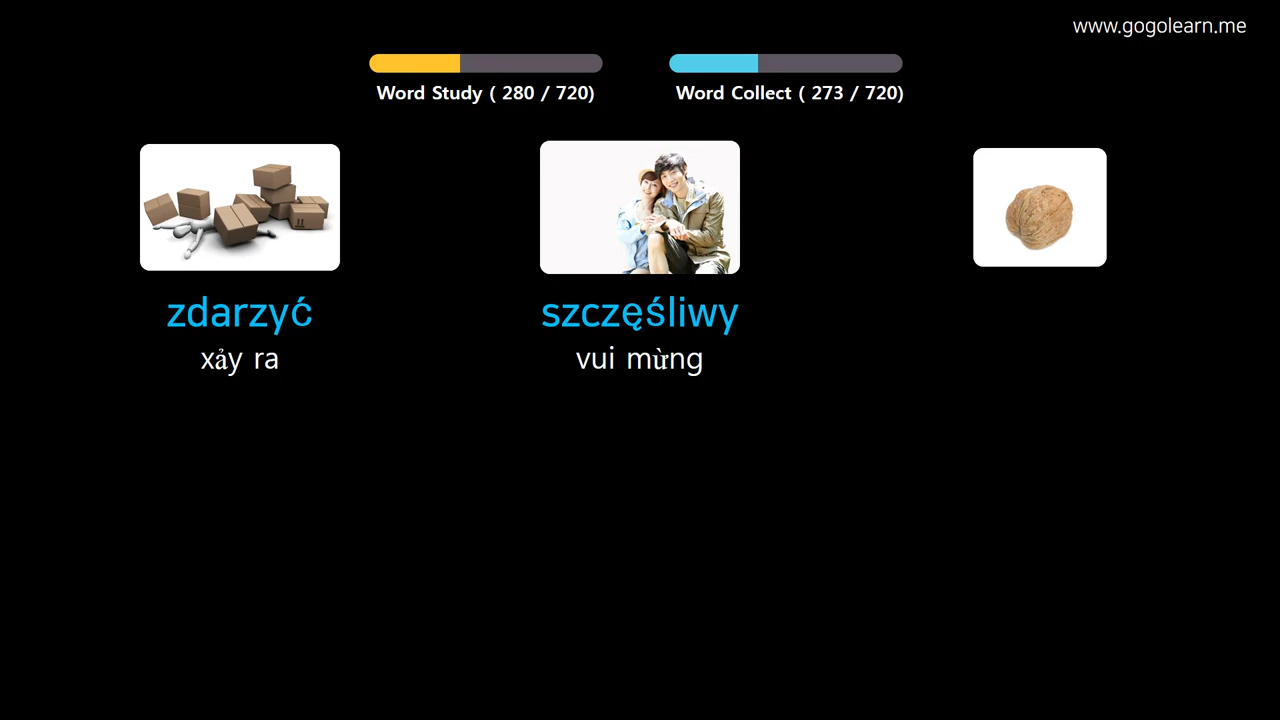 www.gogolearn.me
Word Study ( 280 / 720)
Word Collect ( 273 / 720)
zdarzyć
szczęśliwy
xảy ra
vui mừng